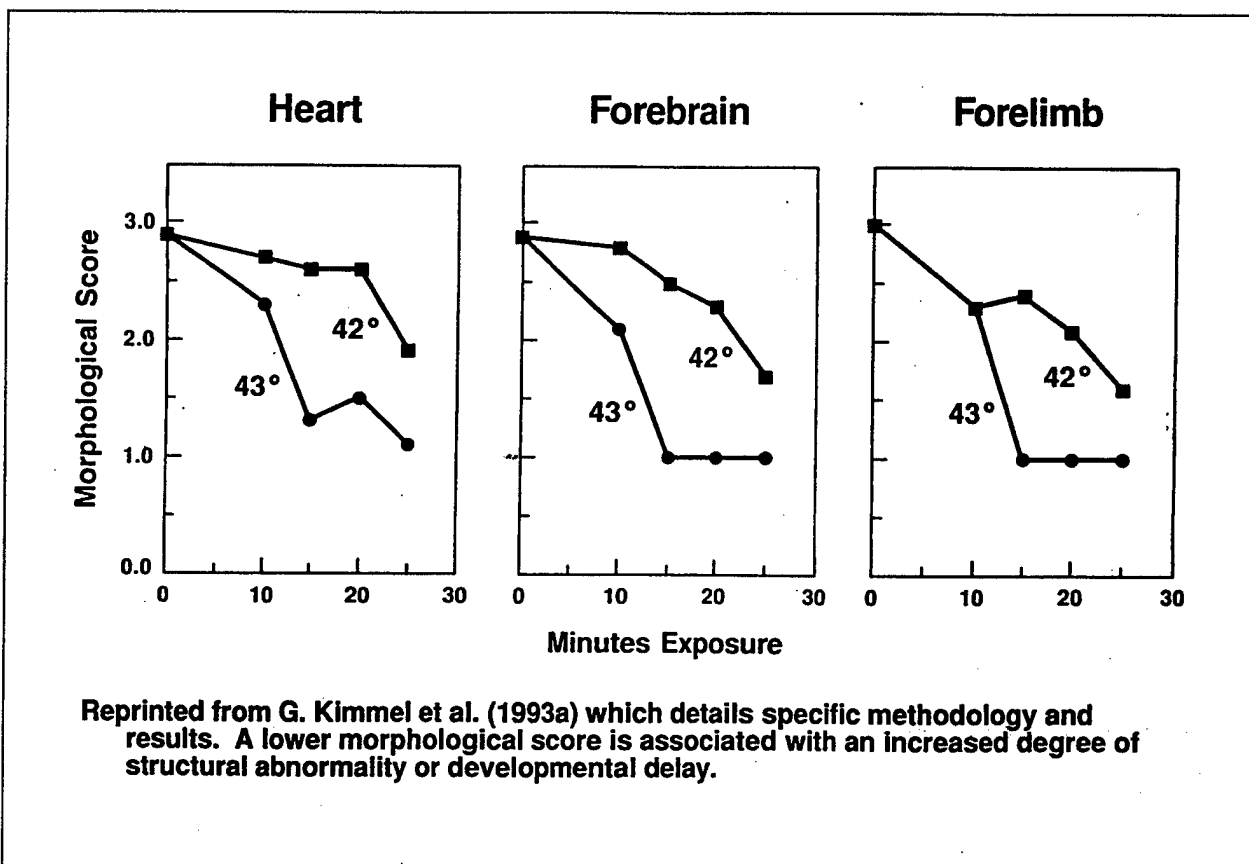 Heart
Forebrain
Forelimb
Morphological Score
3.0
2.0
1.0
0.0
42°
43°
0 10 20 30
42°
43°
0 10 20 30
42°
43°
0 10 20 30
Minutes Exposure
Reprinted from G. Kimmel et al. (1993a) which details specific methodology and
results. A lower morphological score is associated with an increased degree of
structural abnormality or developmental delay.